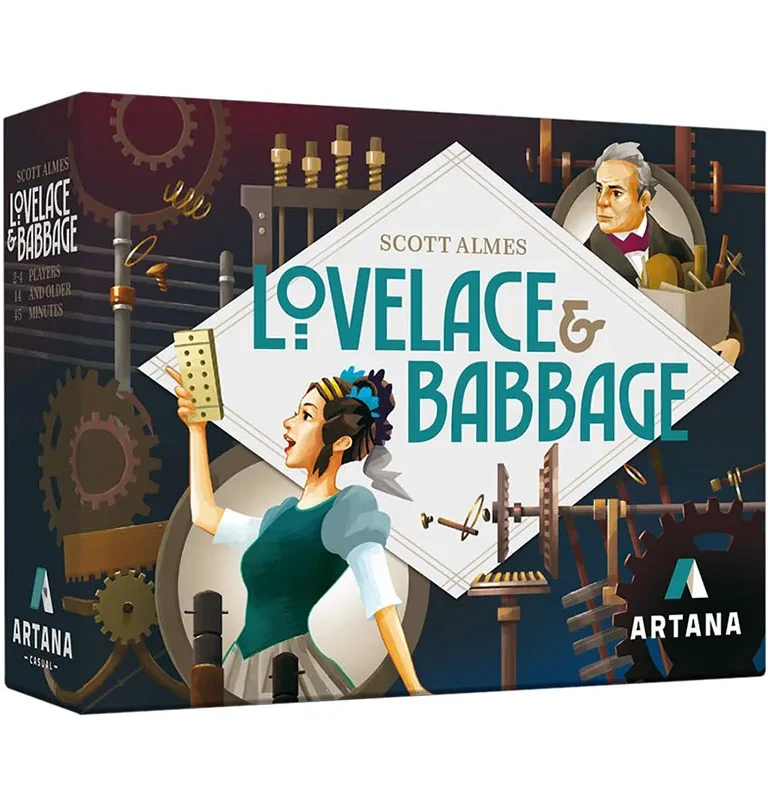 SCOTT ALMES
LOVELACE
& BABBAGE
2-4 PLAYERS
14 AND OLDER
45 MINUTES
ARTANA
–CASUAL–
SCOTT ALMES
LOVELACE &
BABBAGE
ARTANA